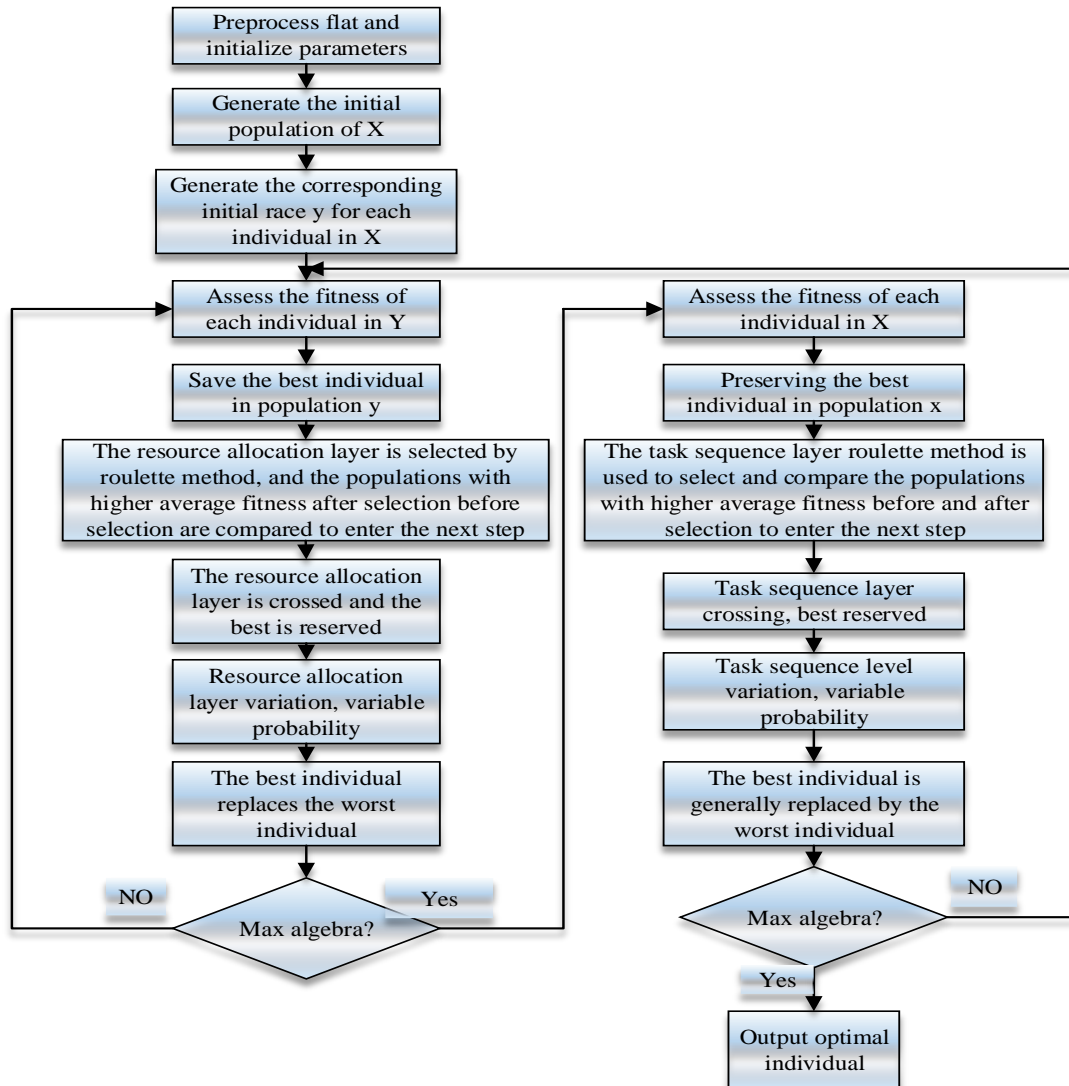 Preprocess flat and
initialize parameters
Generate the initial
population of X
Generate the corresponding
initial race y for each
individual in X
Assess the fitness of
each individual in Y
Save the best individual
in population y
The resource allocation layer is selected by
roulette method, and the populations with
higher average fitness after selection before
selection are compared to enter the next step
The resource allocation
layer is crossed and the
best is reserved
Resource allocation
layer variation, variable
probability
The best individual
replaces the worst
individual
NO
Yes
Max algebra?
Assess the fitness of each
individual in X
Preserving the best
individual in population x
The task sequence layer roulette method is
used to select and compare the populations
with higher average fitness before and after
selection to enter the next step
Task sequence layer
crossing, best reserved
Task sequence level
variation, variable
probability
The best individual is
generally replaced by the
worst individual
NO
Max algebra?
Yes
Output optimal
individual